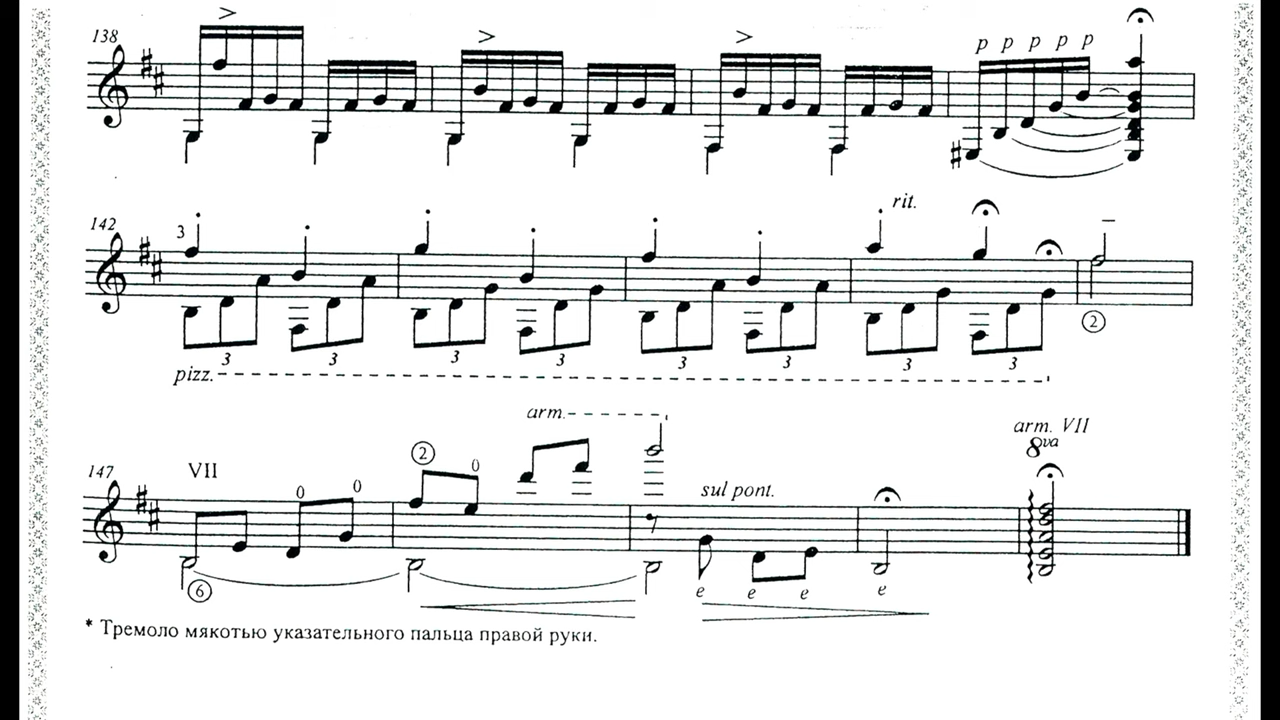 138
p p p p p
142 3 rit.
3 3 3 3 3 3 3 3
2
pizz.
arm.
arm. VII
8va
147 VII 2 0
0 0
sul pont.
6
e e e e
* Тремоло мякотью указательного пальца правой руки.